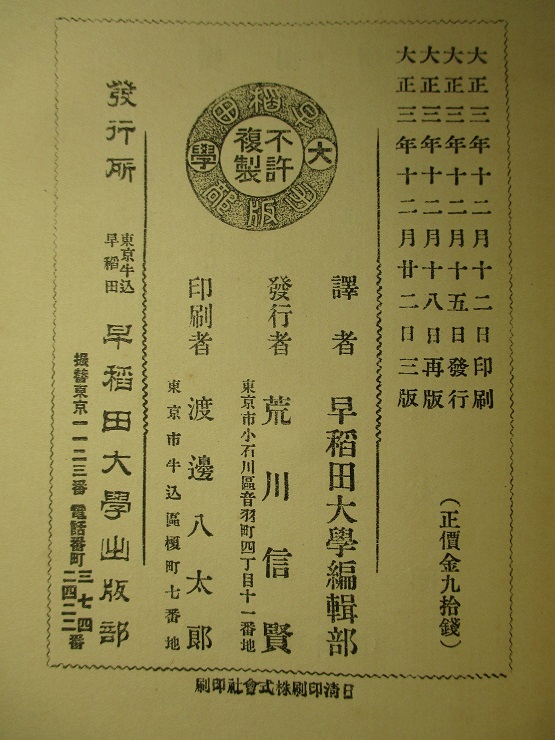 大正三年十二月十二日印刷
大正三年十二月十五日發行
大正三年十二月十八日再版
大正三年十二月廿二日三版
（正價金九拾錢）
早稻田大學出版部
不許
複製
譯者 早稻田大學編輯部
發行者 荒川信賢
東京市小石川區音羽町四丁目十一番地
印刷者 渡邊八太郎
東京市牛込區榎町七番地
發行所 東京牛込早稻田 早稻田大學出版部
振替東京一一二三番 電話番町三七四番
二四二二
日淸印刷株式會社印刷